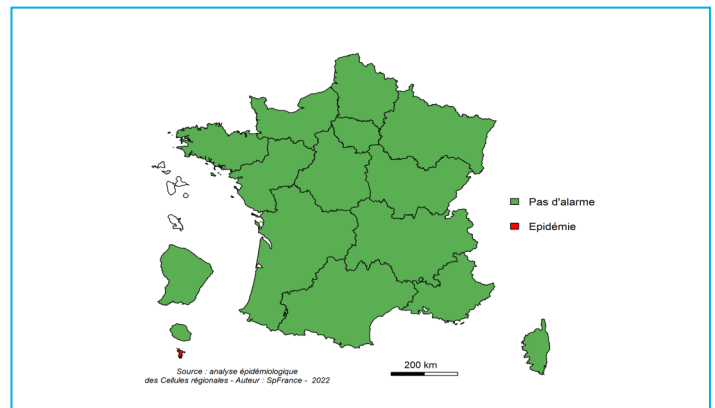 Pas d'alarme
Epidémie
200 km
Source : analyse épidémiologique
des Cellules régionales - Auteur : SpFrance - 2022